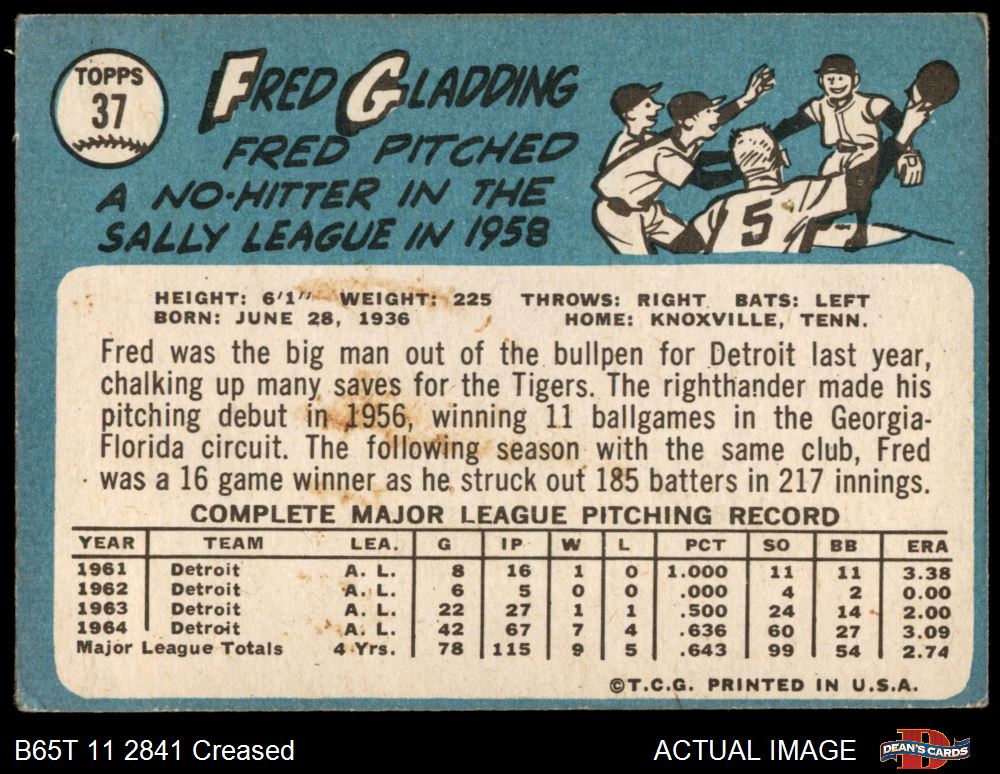 TOPPS
37
FRED GLADDING
FRED PITCHED
A NO-HITTER IN THE
SALLY LEAGUE IN 1958
5
HEIGHT: 6'1" WEIGHT: 225 THROWS: RIGHT BATS: LEFT
BORN: JUNE 28, 1936 HOME: KNOXVILLE, TENN.
Fred was the big man out of the bullpen for Detroit last year,
chalking up many saves for the Tigers. The righthander made his
pitching debut in 1956, winning 11 ballgames in the Georgia-
Florida circuit. The following season with the same club, Fred
was a 16 game winner as he struck out 185 batters in 217 innings.
COMPLETE MAJOR LEAGUE PITCHING RECORD
YEAR TEAM LEA. G IP W L PCT SO BB ERA
1961 Detroit A. L. 8 16 1 0 1.000 11 11 3.38
1962 Detroit A. L. 6 5 0 0 .000 4 2 0.00
1963 Detroit A. L. 22 27 1 1 .500 24 14 2.00
1964 Detroit A. L. 42 67 7 4 .636 60 27 3.09
Major League Totals 4 Yrs. 78 115 9 5 .643 99 54 2.74
©T.C.G. PRINTED IN U.S.A.
B65T 11 2841 Creased ACTUAL IMAGE DEAN'S CARDS